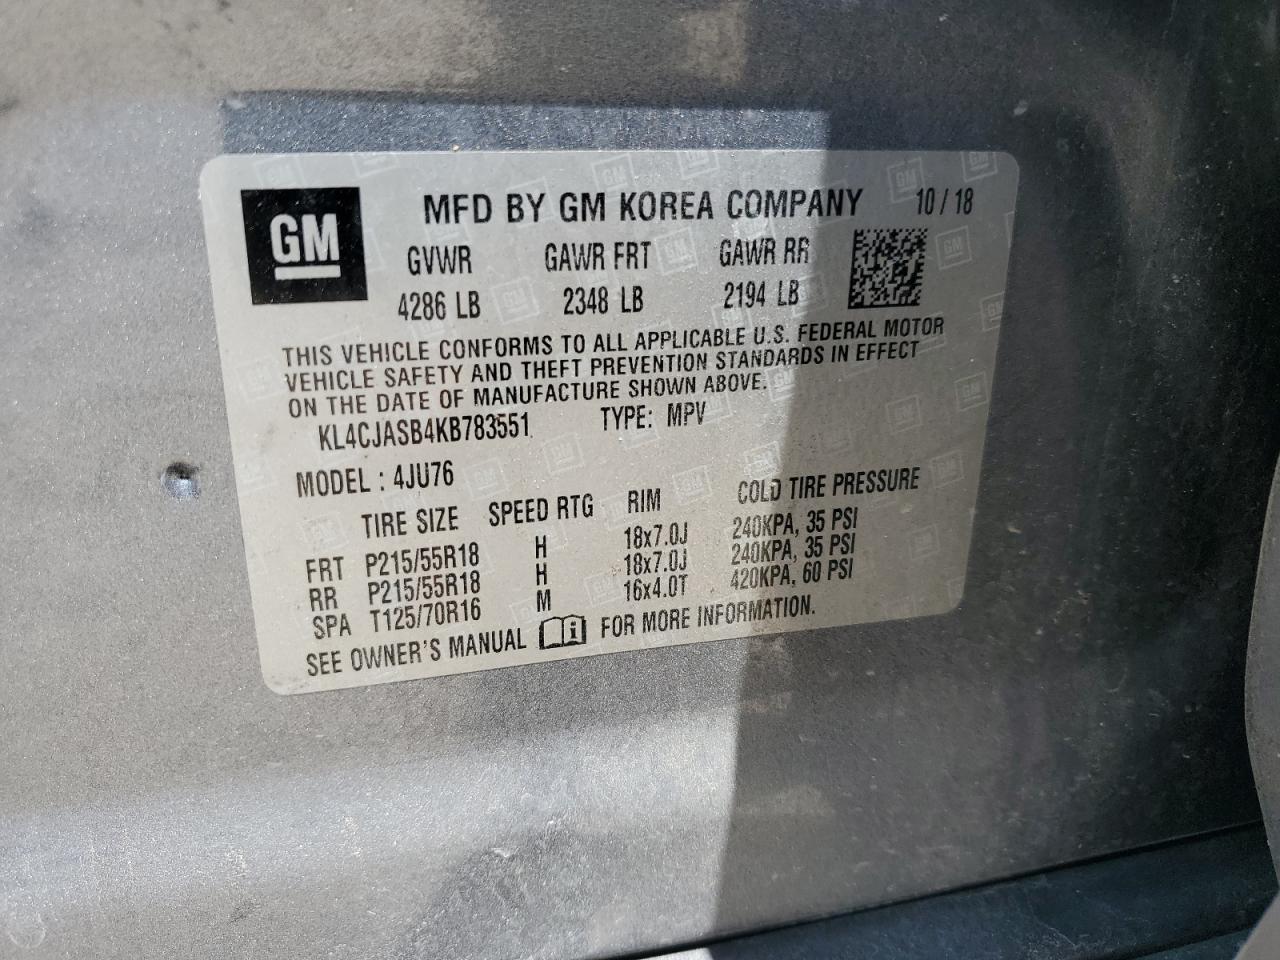 GM
MFD BY GM KOREA COMPANY 10 / 18
GVWR GAWR FRT GAWR RR
4286 LB 2348 LB 2194 LB
THIS VEHICLE CONFORMS TO ALL APPLICABLE U.S. FEDERAL MOTOR
VEHICLE SAFETY AND THEFT PREVENTION STANDARDS IN EFFECT
ON THE DATE OF MANUFACTURE SHOWN ABOVE.
KL4CJASB4KB783551 TYPE: MPV
MODEL : 4JU76
TIRE SIZE SPEED RTG RIM COLD TIRE PRESSURE
FRT P215/55R18 H 18x7.0J 240KPA, 35 PSI
RR P215/55R18 H 18x7.0J 240KPA, 35 PSI
SPA T125/70R16 M 16x4.0T 420KPA, 60 PSI
SEE OWNER'S MANUAL FOR MORE INFORMATION.